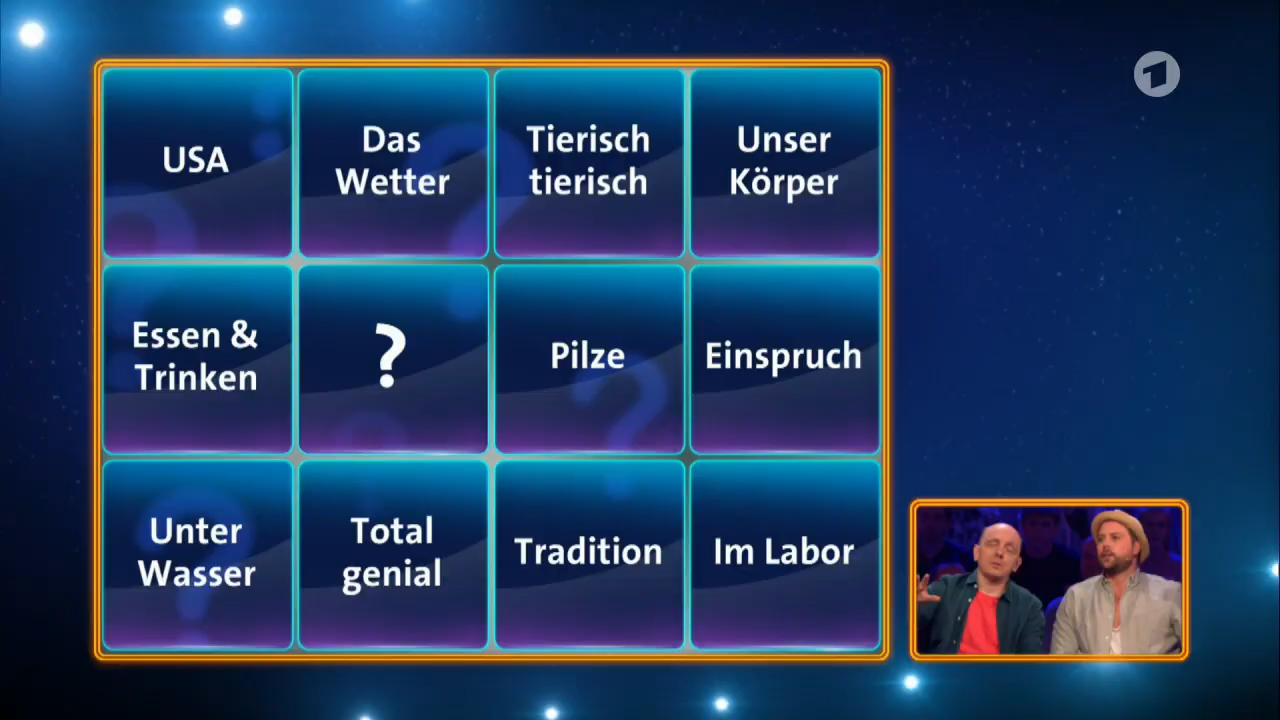 USA
Das
Wetter
Tierisch
tierisch
Unser
Körper
Essen &
Trinken
?
Pilze
Einspruch
Unter
Wasser
Total
genial
Tradition
Im Labor
1